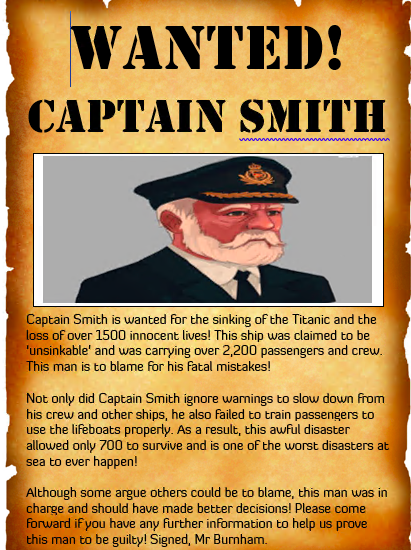 WANTED!
CAPTAIN SMITH
Captain Smith is wanted for the sinking of the Titanic and the
loss of over 1500 innocent lives! This ship was claimed to be
'unsinkable' and was carrying over 2,200 passengers and crew.
This man is to blame for his fatal mistakes!
Not only did Captain Smith ignore warnings to slow down from
his crew and other ships, he also failed to train passengers to
use the lifeboats properly. As a result, this awful disaster
allowed only 700 to survive and is one of the worst disasters at
sea to ever happen!
Although some argue others could be to blame, this man was in
charge and should have made better decisions! Please come
forward if you have any further information to help us prove
this man to be guilty! Signed, Mr Burnham.